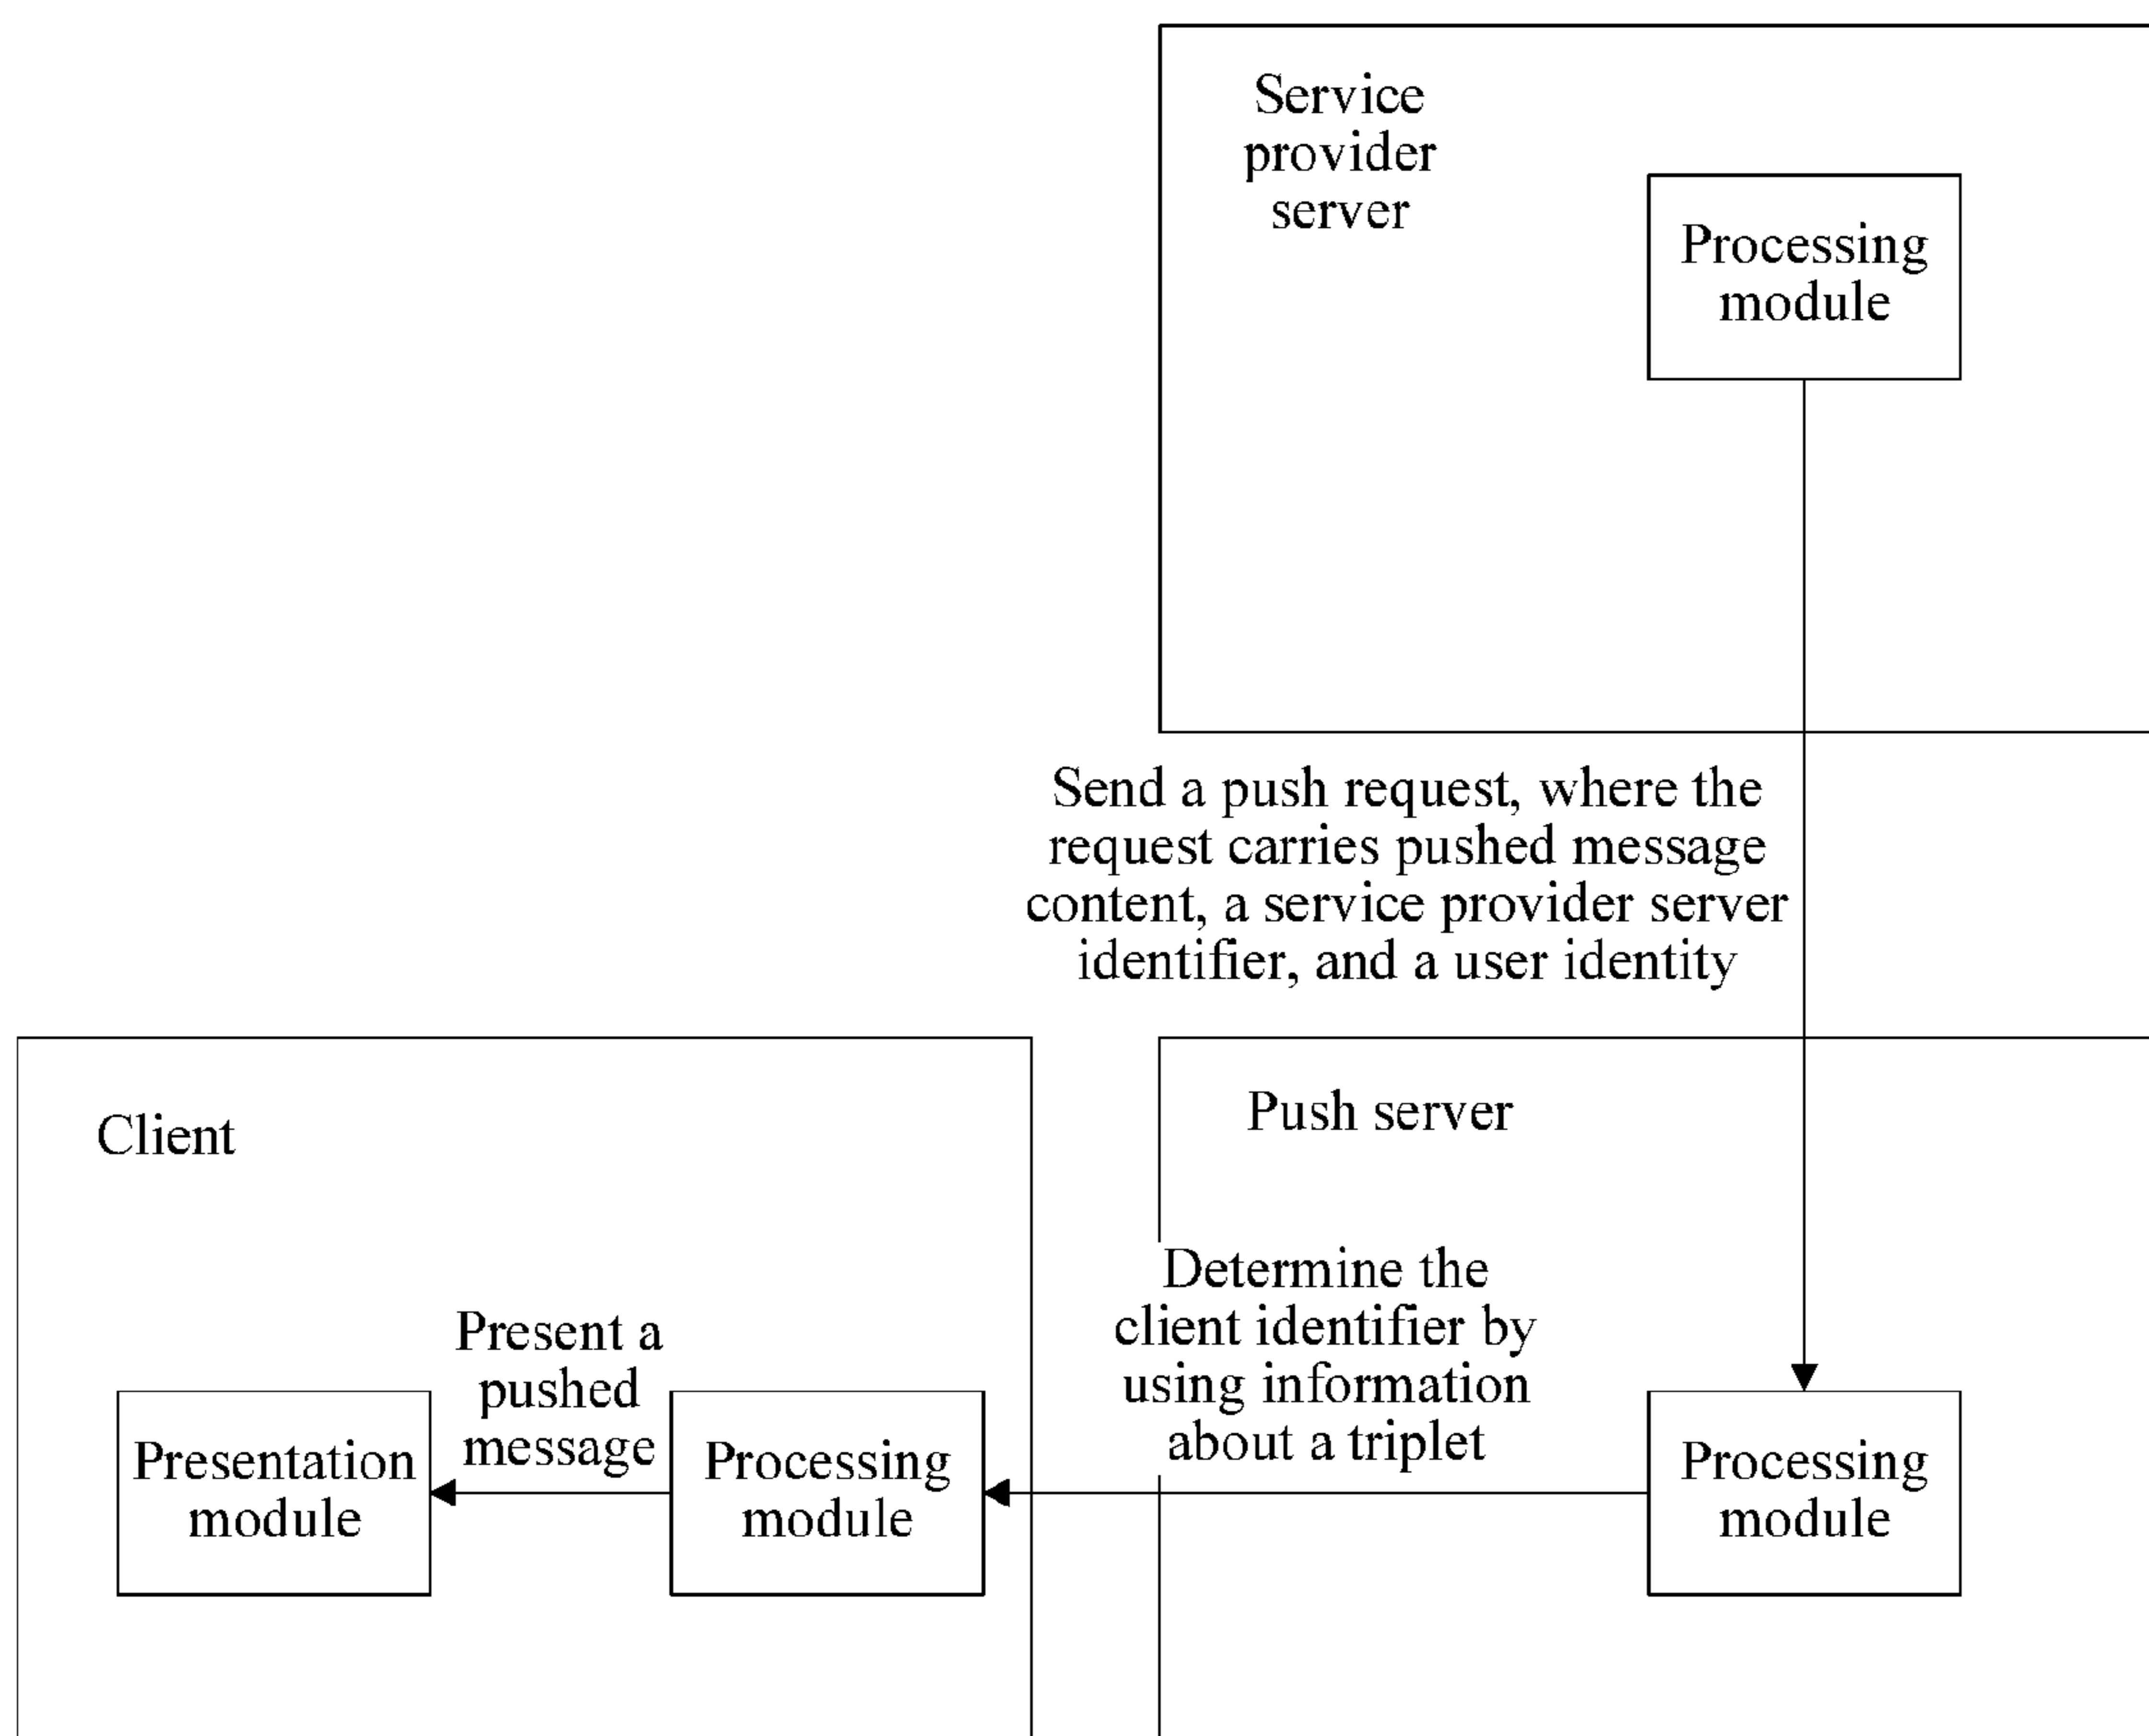 Service
provider
server
Processing
module
Send a push request, where the
request carries pushed message
content, a service provider server
identifier, and a user identity
Client
Push server
Present a
pushed
message
Determine the
client identifier by
using information
about a triplet
Presentation
module
Processing
module
Processing
module